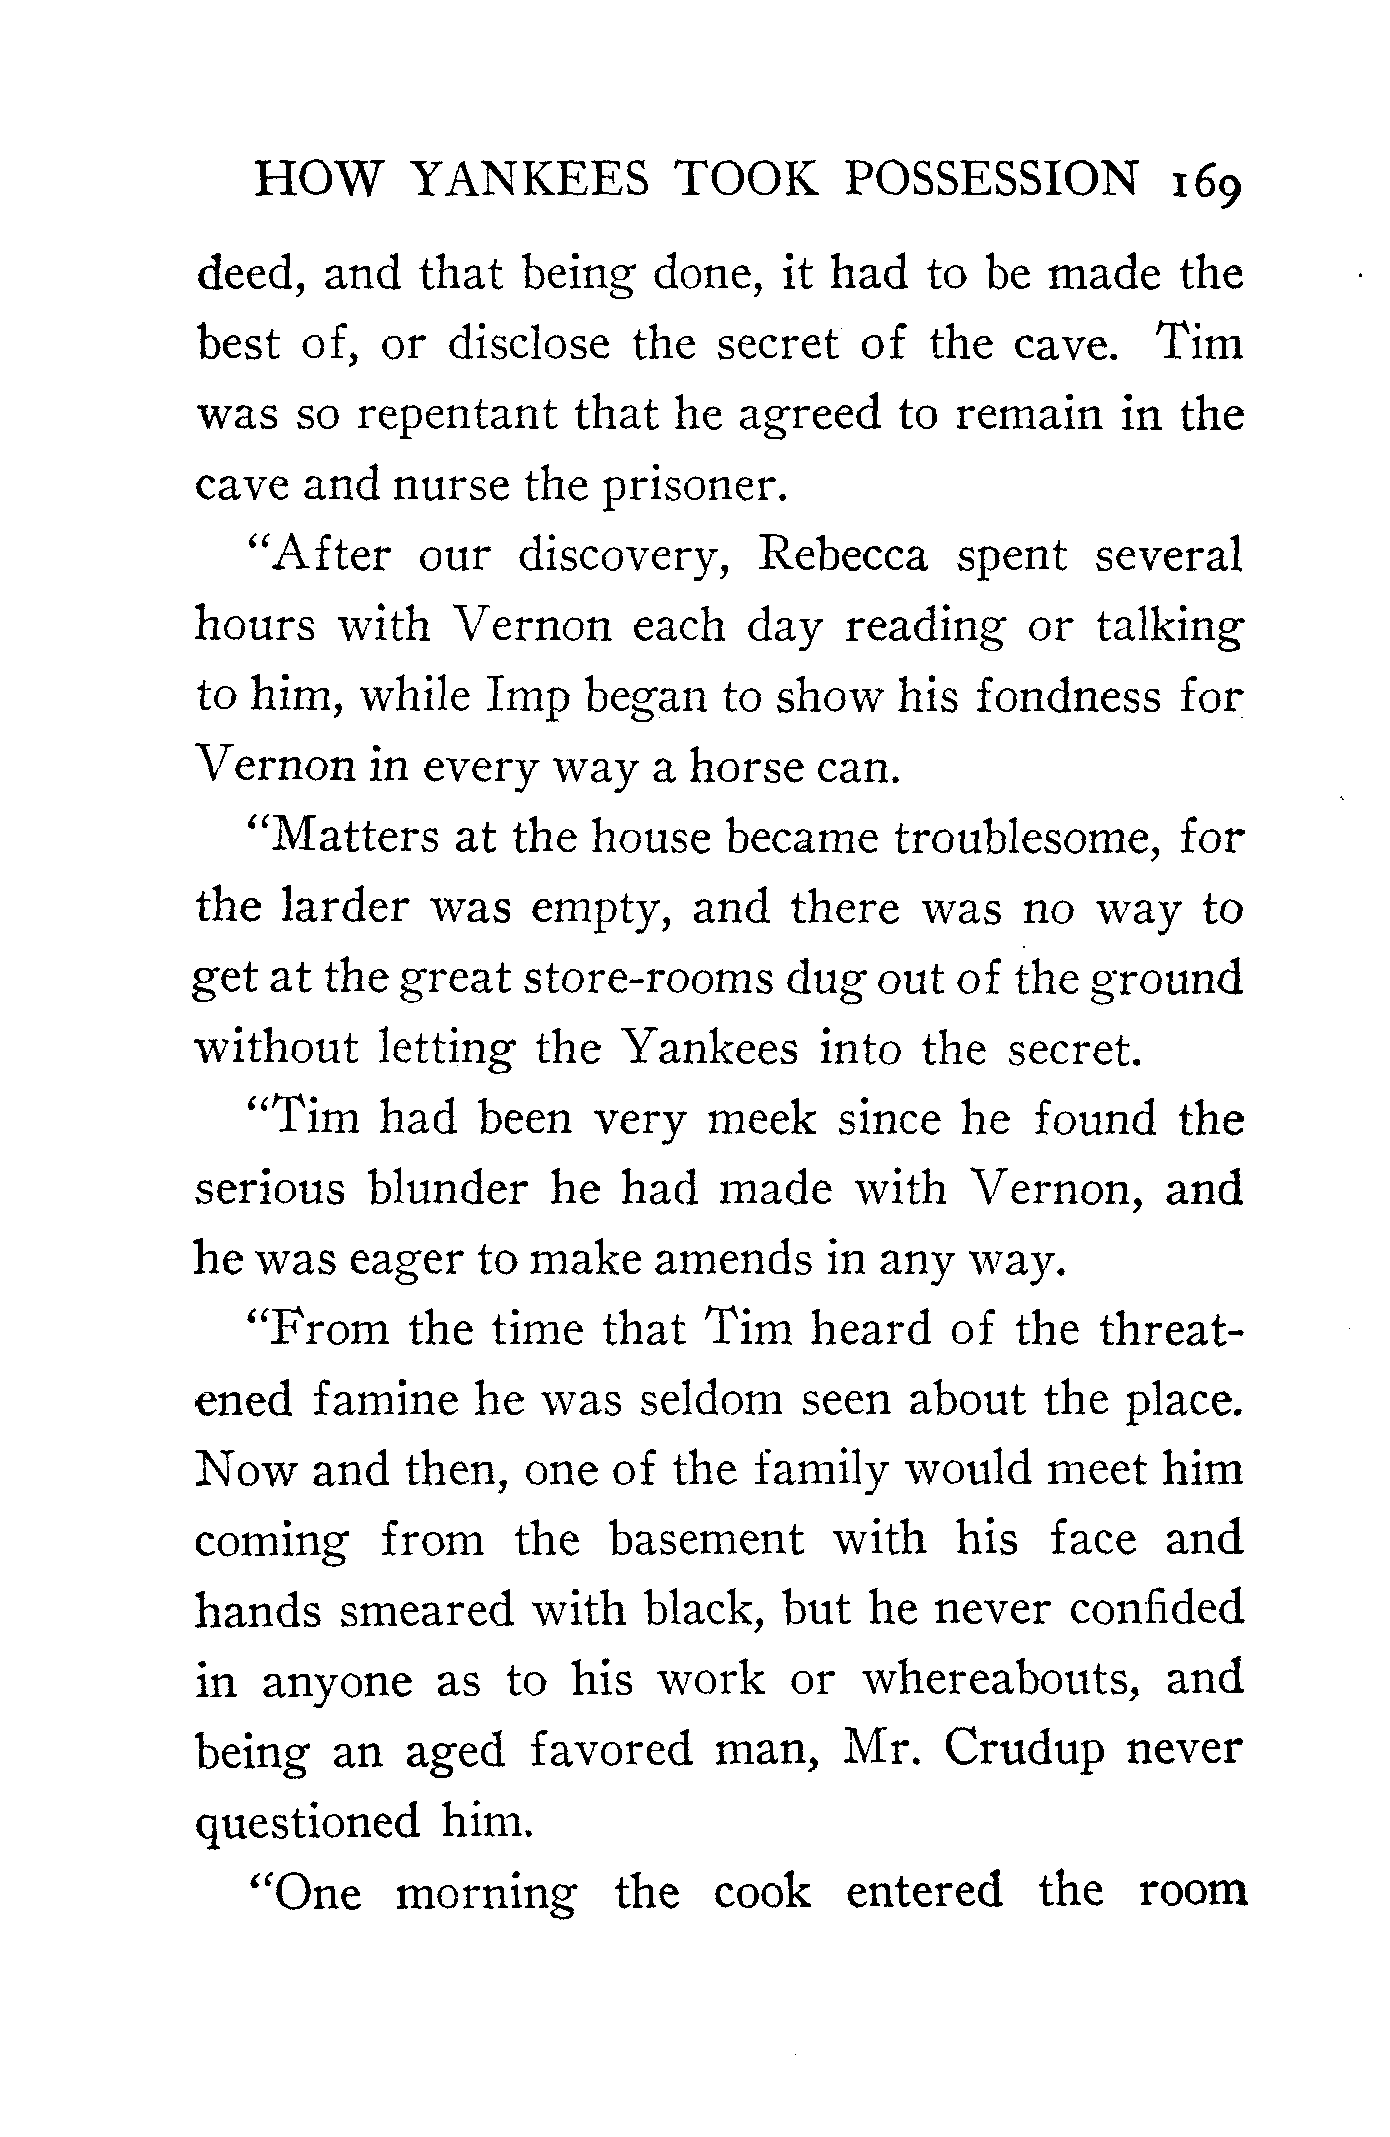 HOW YANKEES TOOK POSSESSION 169
deed, and that being done, it had to be made the
best of, or disclose the secret of the cave. Tim
was so repentant that he agreed to remain in the
cave and nurse the prisoner.
“After our discovery, Rebecca spent several
hours with Vernon each day reading or talking
to him, while Imp began to show his fondness for
Vernon in every way a horse can.
“Matters at the house became troublesome, for
the larder was empty, and there was no way to
get at the great store-rooms dug out of the ground
without letting the Yankees into the secret.
“Tim had been very meek since he found the
serious blunder he had made with Vernon, and
he was eager to make amends in any way.
“From the time that Tim heard of the threat-
ened famine he was seldom seen about the place.
Now and then, one of the family would meet him
coming from the basement with his face and
hands smeared with black, but he never confided
in anyone as to his work or whereabouts, and
being an aged favored man, Mr. Crudup never
questioned him.
“One morning the cook entered the room